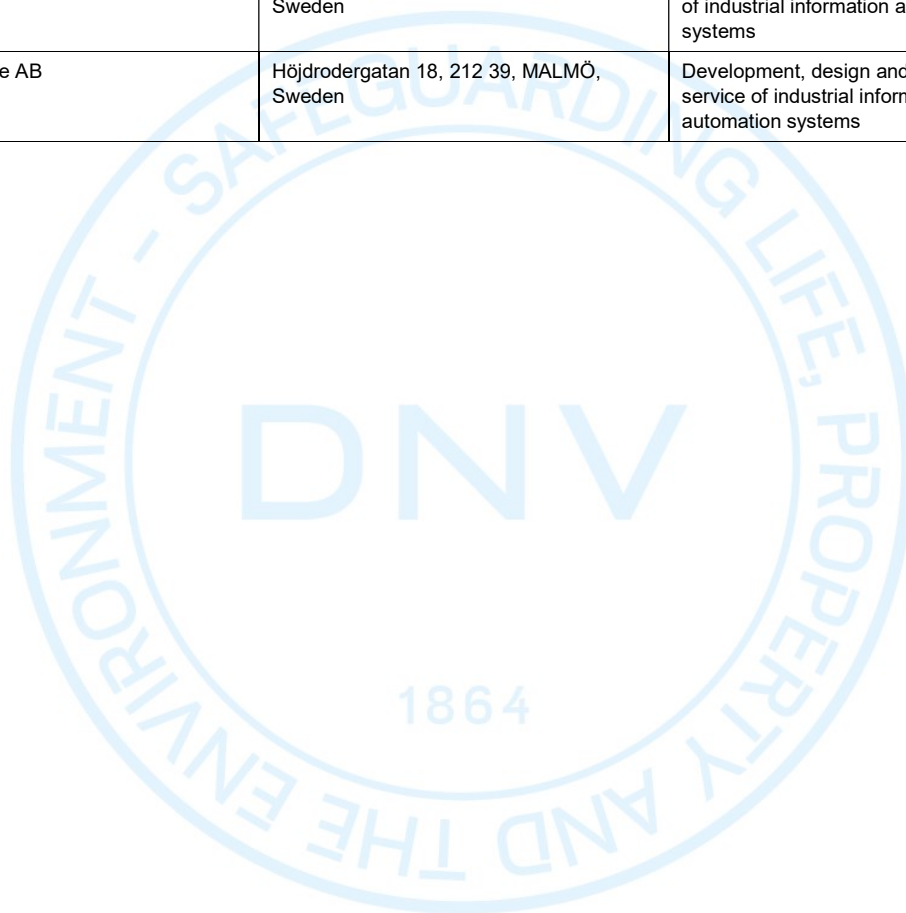 Sweden
of industrial information a
systems
e AB
Höjdrodergatan 18, 212 39, MALMÖ,
Sweden
Development, design and
service of industrial inform
automation systems
SAFEGUARDING LIFE, PROPERTY AND THE ENVIRONMENT -
DNV
1864